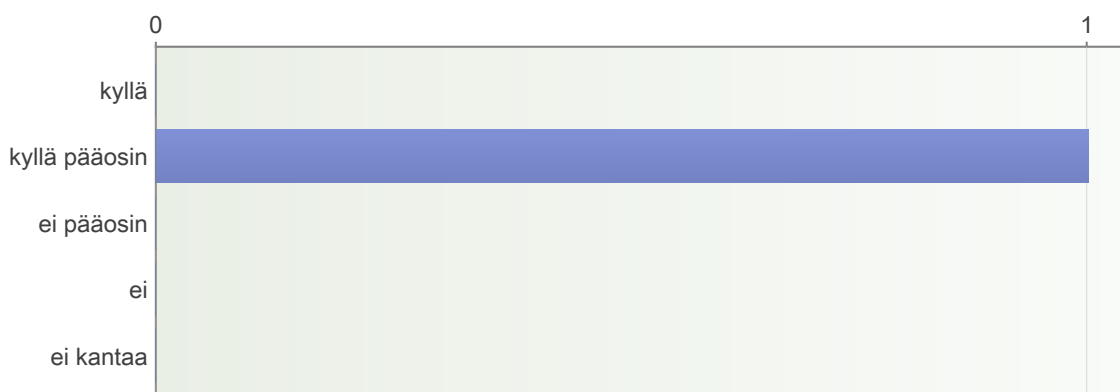 0 1
kyllä
kyllä pääosin
ei pääosin
ei
ei kantaa